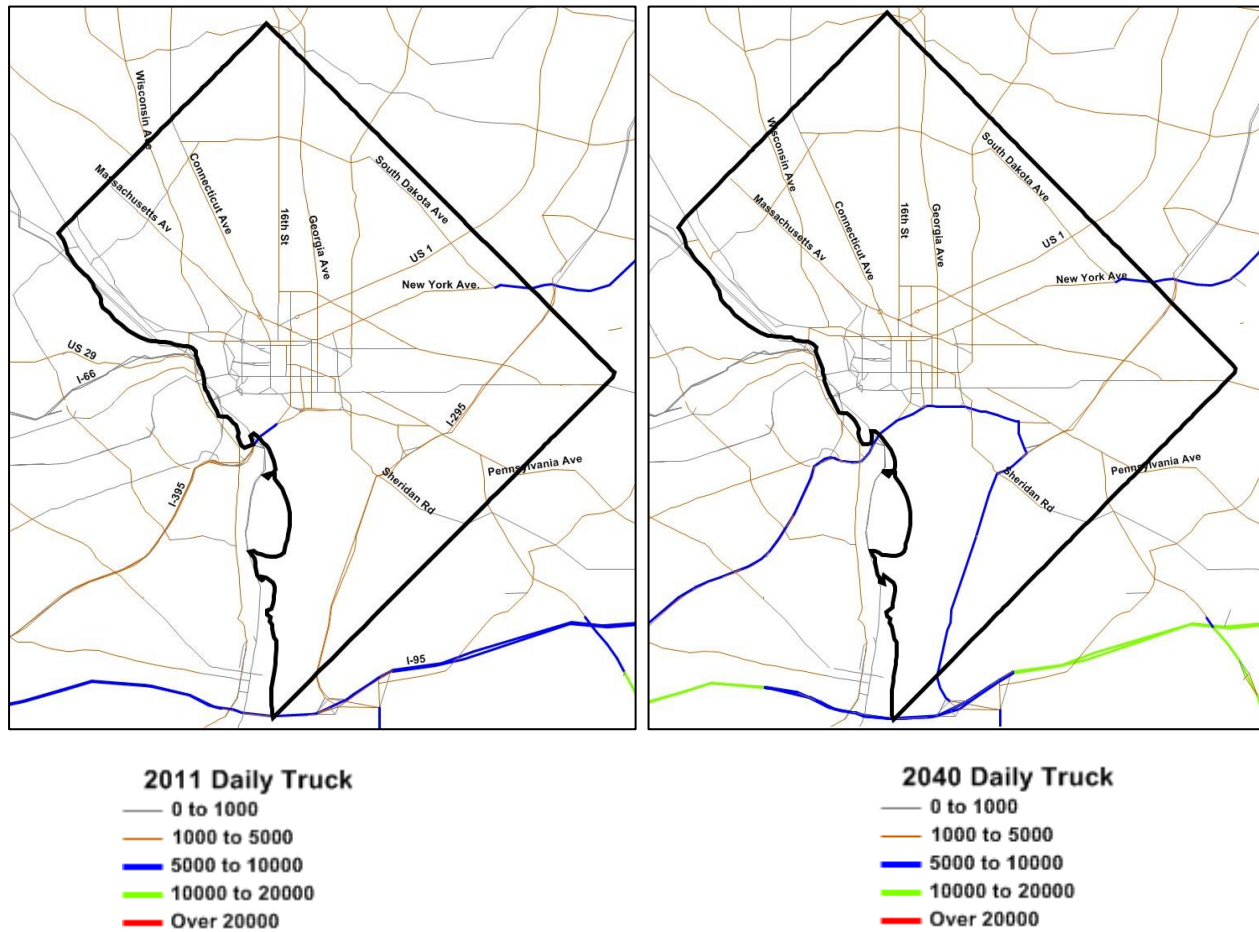 Wisconsin Ave
Massachusetts Av
Connecticut Ave
16th St
Georgia Ave
South Dakota Ave
US 1
New York Ave.
US 29
I-66
I-295
Pennsylvania Ave
Sheridan Rd
I-395
I-95
2011 Daily Truck
0 to 1000
1000 to 5000
5000 to 10000
10000 to 20000
Over 20000
Wisconsin Ave
Massachusetts Av
Connecticut Ave
16th St
Georgia Ave
South Dakota Ave
US 1
New York Ave
Pennsylvania Ave
Sheridan Rd
2040 Daily Truck
0 to 1000
1000 to 5000
5000 to 10000
10000 to 20000
Over 20000